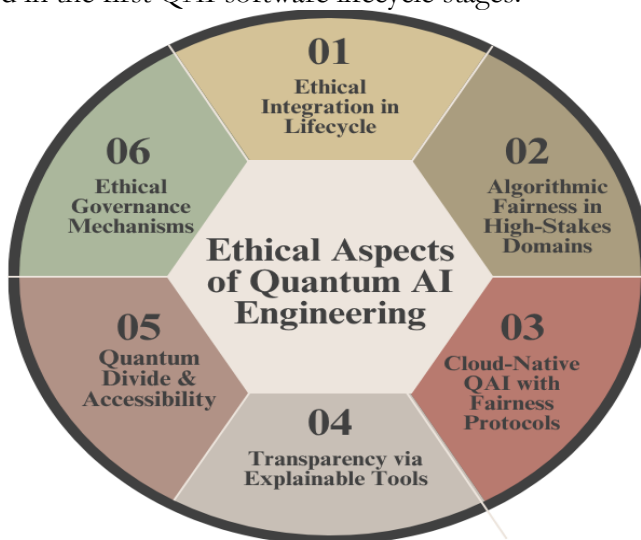 in the first QAI software lifecycle stages.
01
Ethical
Integration in
Lifecycle
02
Algorithmic
Fairness in
High-Stakes
Domains
03
Cloud-Native
QAI with
Fairness
Protocols
04
Transparency via
Explainable Tools
05
Quantum
Divide &
Accessibility
06
Ethical
Governance
Mechanisms
Ethical Aspects
of Quantum AI
Engineering